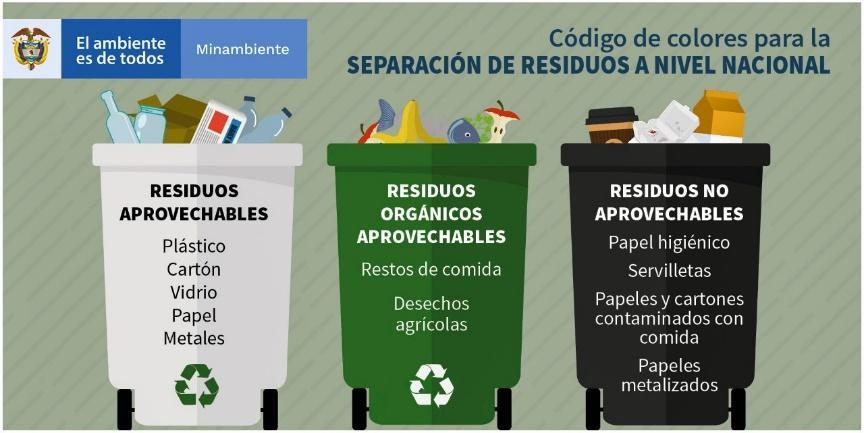 El ambiente
es de todos
Minambiente
Código de colores para la
SEPARACIÓN DE RESIDUOS A NIVEL NACIONAL
RESIDUOS
APROVECHABLES
Plástico
Cartón
Vidrio
Papel
Metales
RESIDUOS
ORGÁNICOS
APROVECHABLES
Restos de comida
Desechos
agrícolas
RESIDUOS NO
APROVECHABLES
Papel higiénico
Servilletas
Papeles y cartones
contaminados con
comida
Papeles
metalizados